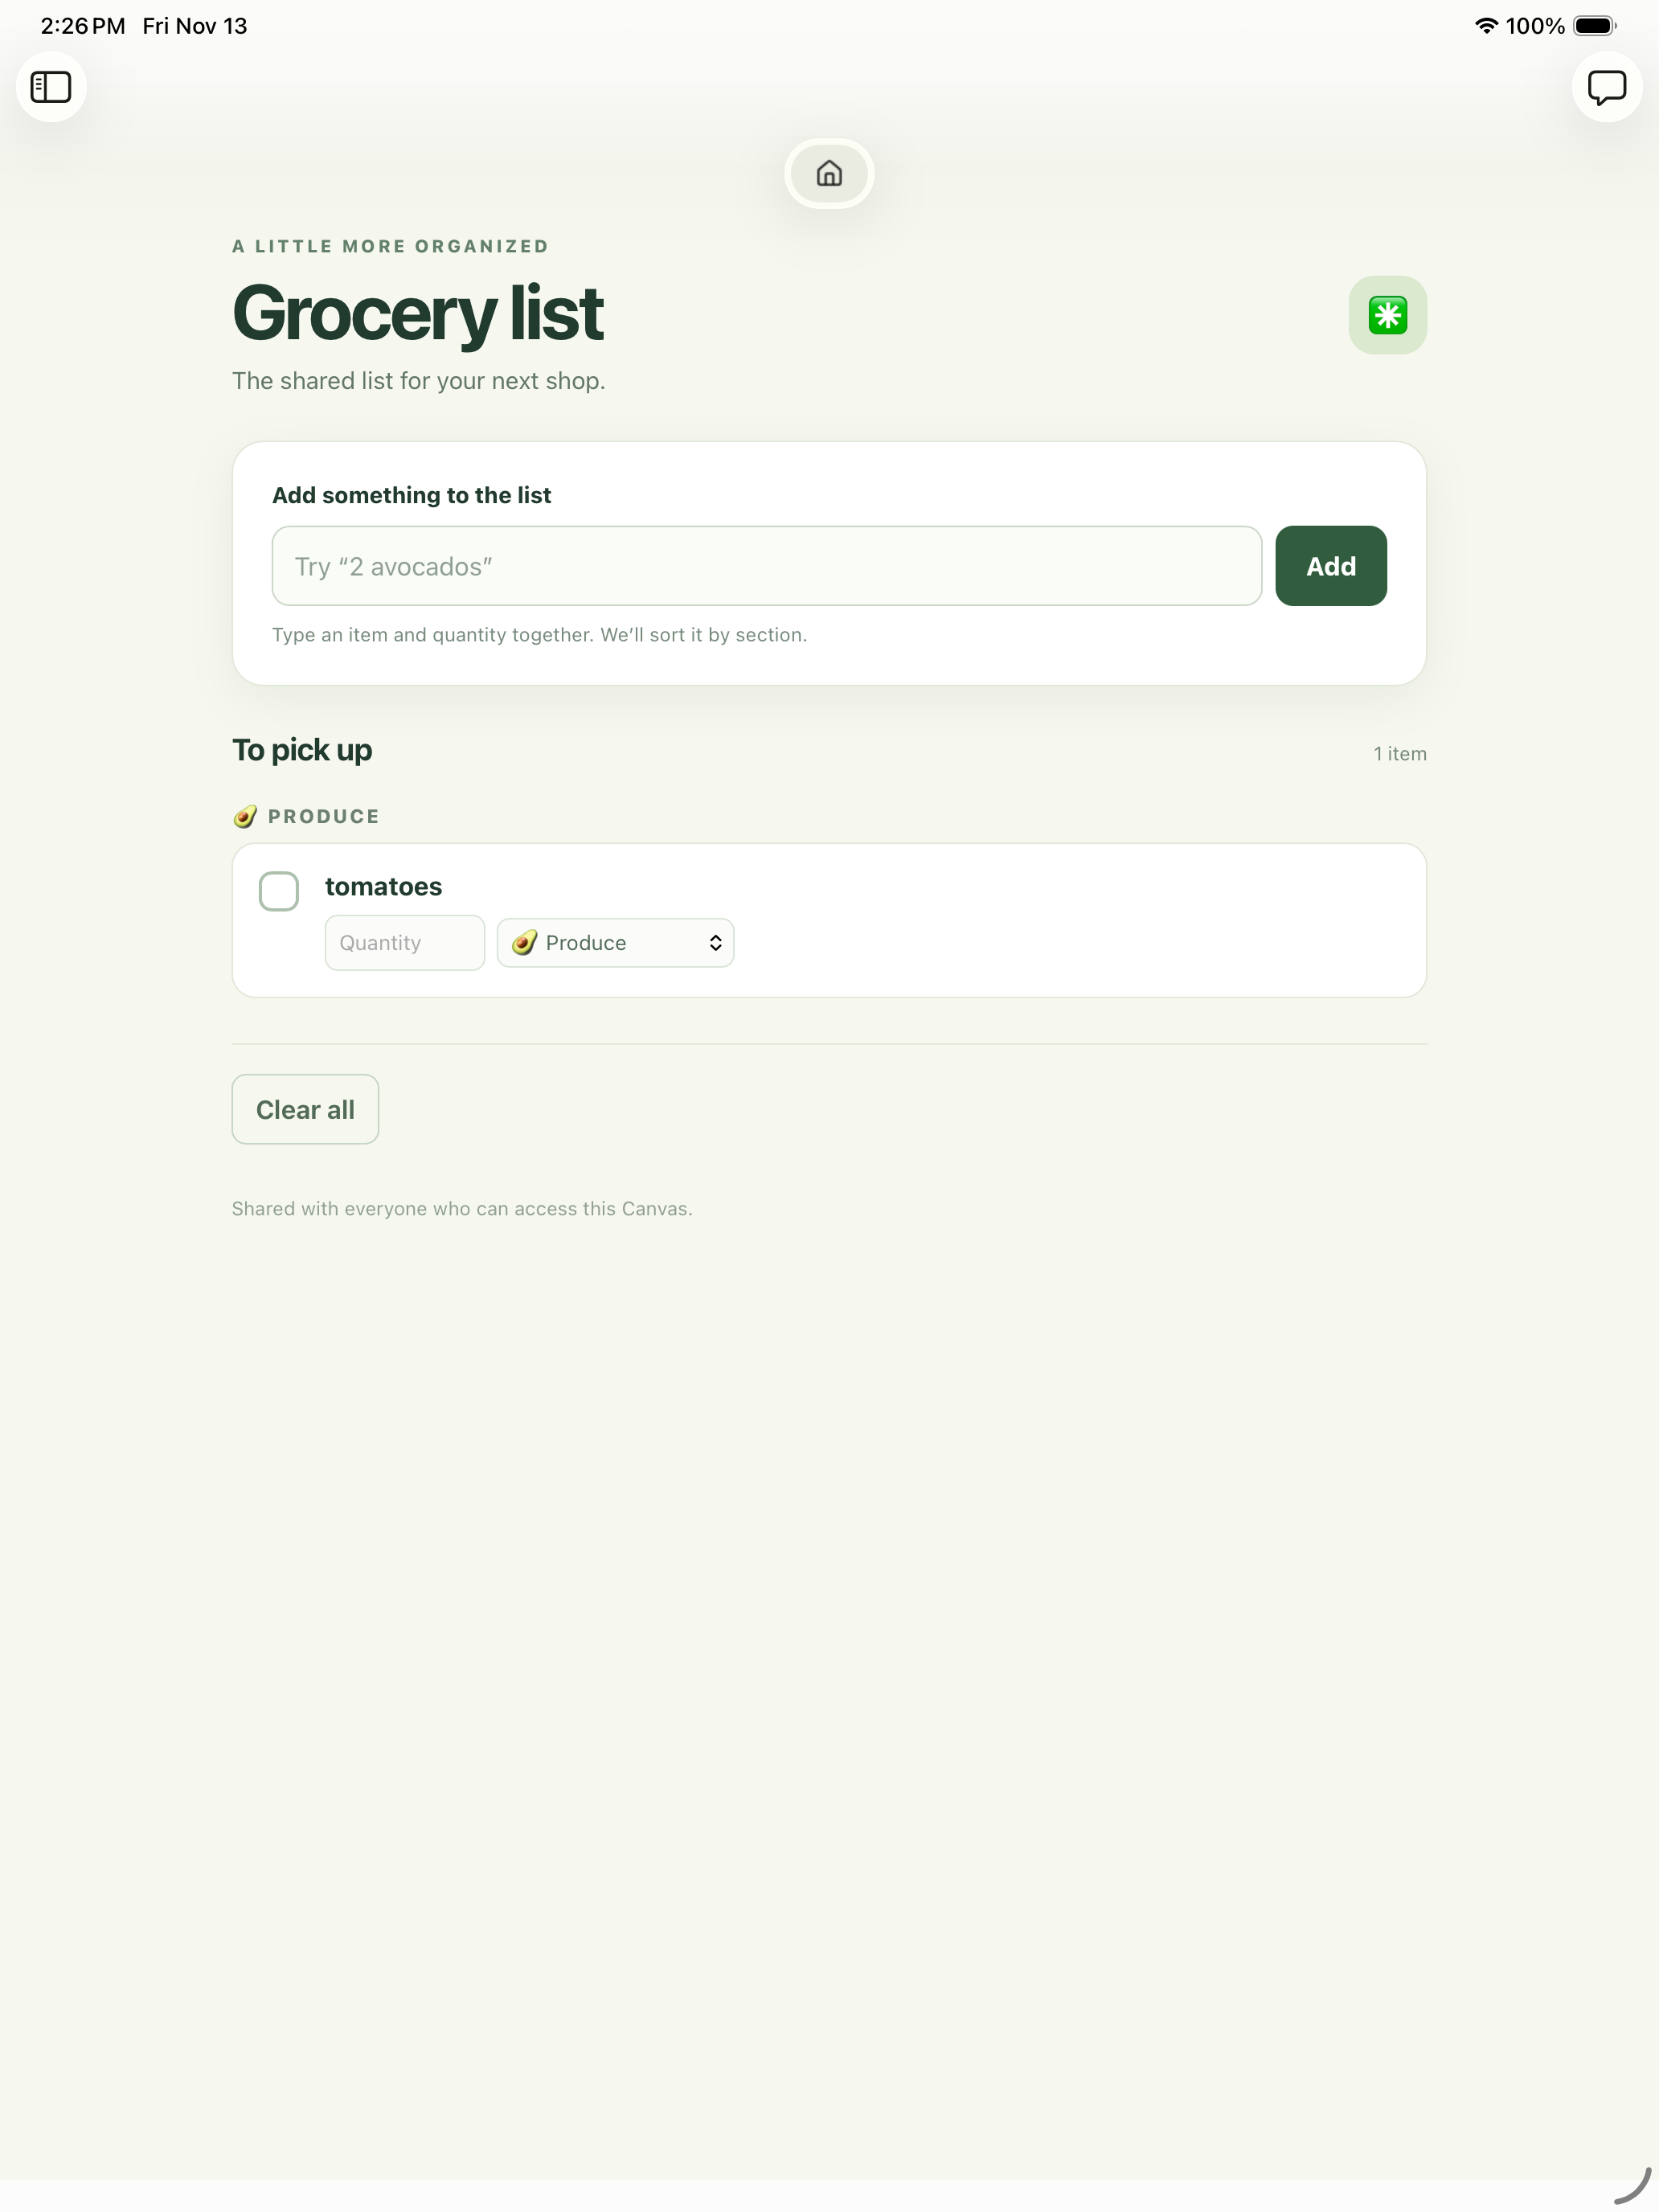 2:26 PM Fri Nov 13
100%
A LITTLE MORE ORGANIZED
Grocery list
The shared list for your next shop.
Add something to the list
Try “2 avocados”
Add
Type an item and quantity together. We’ll sort it by section.
To pick up
1 item
🥑 PRODUCE
tomatoes
Quantity
🥑 Produce
Clear all
Shared with everyone who can access this Canvas.